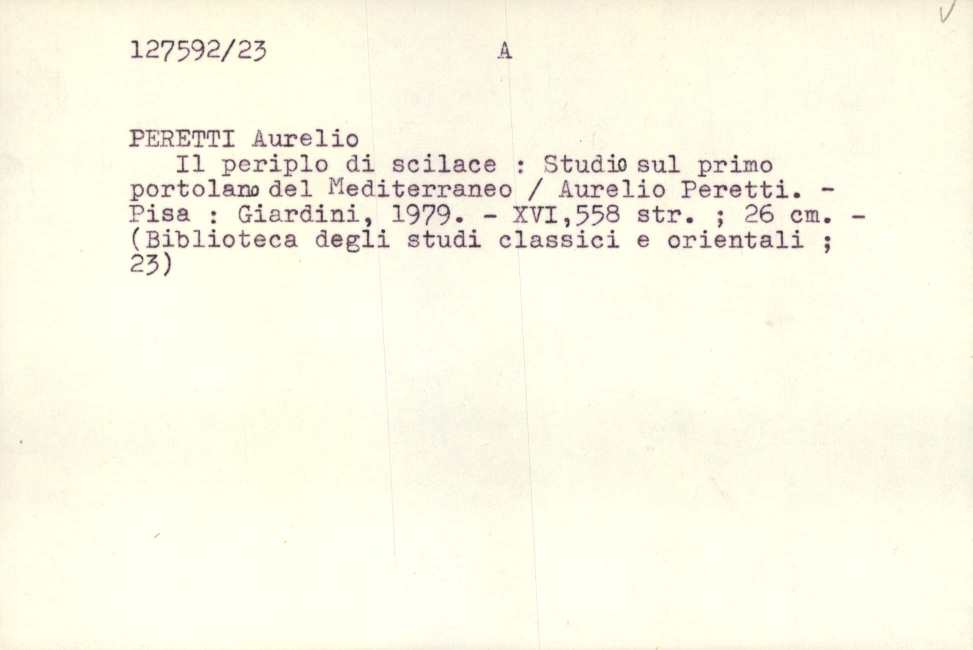 127592/23 A
PERETTI Aurelio
Il periplo di scilace : Studio sul primo
portolano del Mediterraneo / Aurelio Peretti. -
Pisa : Giardini, 1979. - XVI,558 str. ; 26 cm. -
(Biblioteca degli studi classici e orientali ;
23)